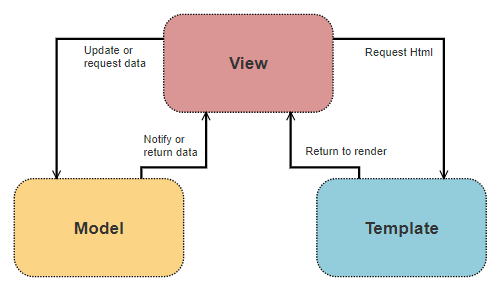 View
Update or
request data
Request Html
Notify or
return data
Return to render
Model
Template